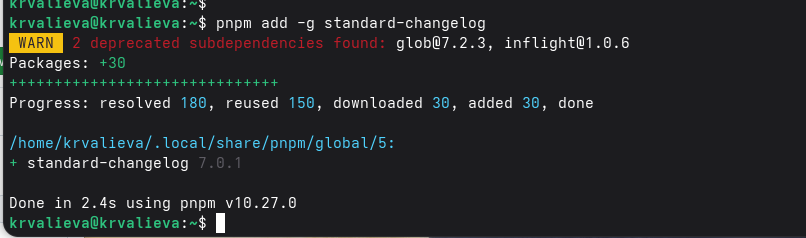 krvalieva@krvalieva:~$
krvalieva@krvalieva:~$ pnpm add -g standard-changelog
WARN 2 deprecated subdependencies found: glob@7.2.3, inflight@1.0.6
Packages: +30
++++++++++++++++++++++++++++++
Progress: resolved 180, reused 150, downloaded 30, added 30, done
/home/krvalieva/.local/share/pnpm/global/5:
+ standard-changelog 7.0.1
Done in 2.4s using pnpm v10.27.0
krvalieva@krvalieva:~$